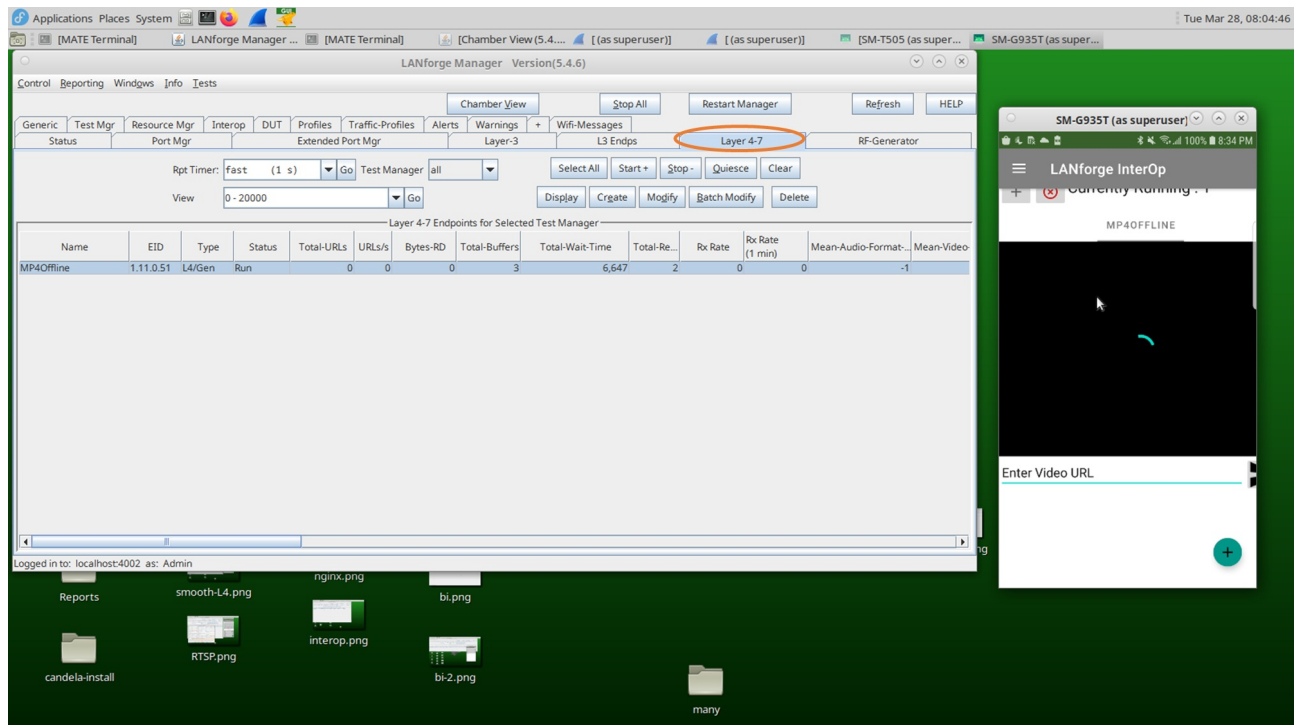 Applications Places System
Tue Mar 28, 08:04:46
[MATE Terminal]
LANforge Manager ...
[MATE Terminal]
[Chamber View (5.4....
[ (as superuser)]
[ (as superuser)]
[SM-T505 (as super...
SM-G935T (as super...
LANforge Manager Version(5.4.6)
Control Reporting Windows Info Tests
Chamber View Stop All Restart Manager Refresh HELP
Generic Test Mgr Resource Mgr Interop DUT Profiles Traffic-Profiles Alerts Warnings + Wifi-Messages
Status Port Mgr Extended Port Mgr Layer-3 L3 Endps Layer 4-7 RF-Generator
Rpt Timer: fast (1 s) Go Test Manager all Select All Start + Stop - Quiesce Clear
View 0 - 20000 Go Display Create Modify Batch Modify Delete
Layer 4-7 Endpoints for Selected Test Manager
Name EID Type Status Total-URLs URLs/s Bytes-RD Total-Buffers Total-Wait-Time Total-Re... Rx Rate Rx Rate (1 min) Mean-Audio-Format-... Mean-Video-
MP4Offline 1.11.0.51 L4/Gen Run 0 0 0 3 6,647 2 0 0 -1
Logged in to: localhost:4002 as: Admin
SM-G935T (as superuser)
100% 8:34 PM
LANforge InterOp
Currently Running : 1
MP4OFFLINE
Enter Video URL
+
Reports
smooth-L4.png
nginx.png
bi.png
ng
candela-install
RTSP.png
interop.png
bi-2.png
many